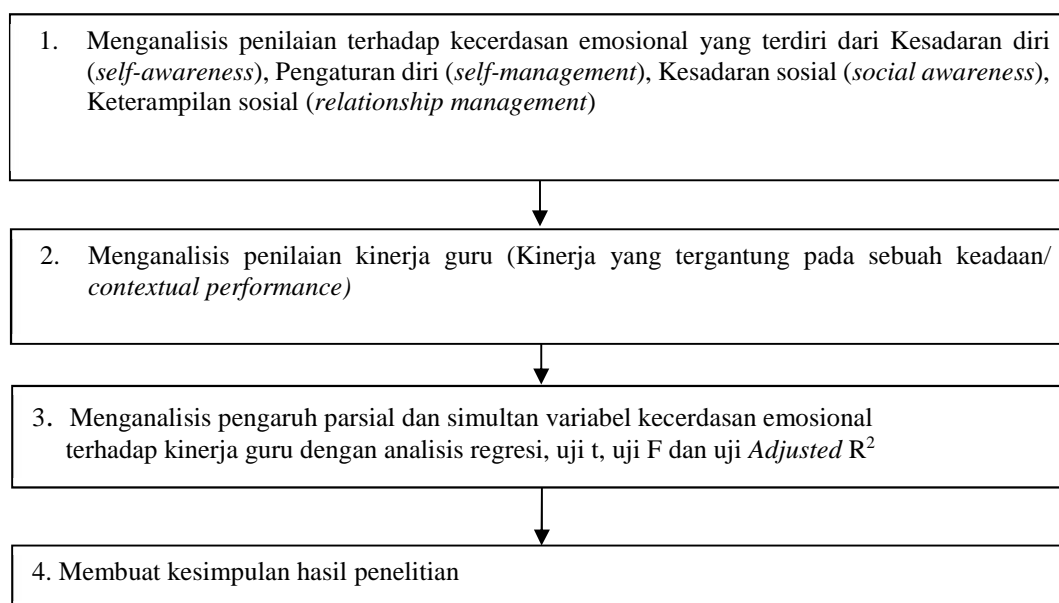 1. Menganalisis penilaian terhadap kecerdasan emosional yang terdiri dari Kesadaran diri
(self-awareness), Pengaturan diri (self-management), Kesadaran sosial (social awareness),
Keterampilan sosial (relationship management)
2. Menganalisis penilaian kinerja guru (Kinerja yang tergantung pada sebuah keadaan/
contextual performance)
3. Menganalisis pengaruh parsial dan simultan variabel kecerdasan emosional
terhadap kinerja guru dengan analisis regresi, uji t, uji F dan uji Adjusted R²
4. Membuat kesimpulan hasil penelitian